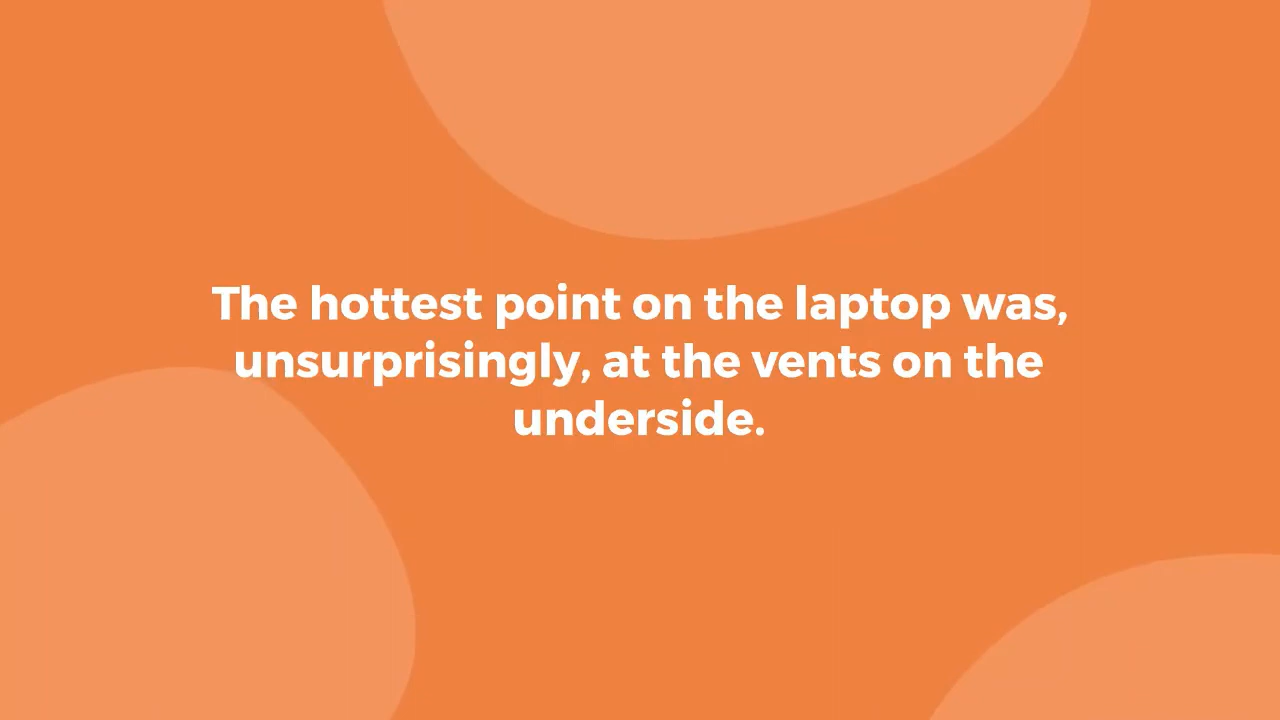 The hottest point on the laptop was,
unsurprisingly, at the vents on the
underside.